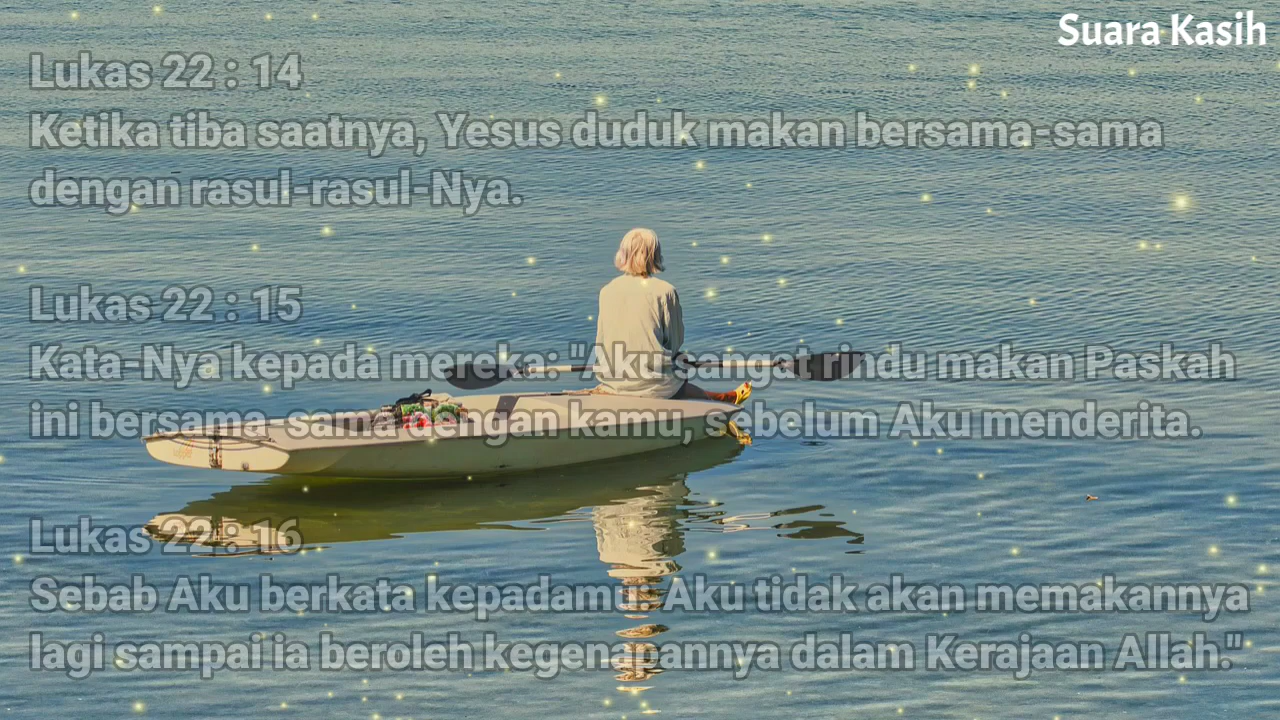 Suara Kasih
Lukas 22 : 14
Ketika tiba saatnya, Yesus duduk makan bersama-sama
dengan rasul-rasul-Nya.
Lukas 22 : 15
Kata-Nya kepada mereka: "Aku sangat rindu makan Paskah
ini bersama-sama dengan kamu, sebelum Aku menderita.
Lukas 22 : 16
Sebab Aku berkata kepadamu: Aku tidak akan memakannya
lagi sampai ia beroleh kegenapannya dalam Kerajaan Allah."